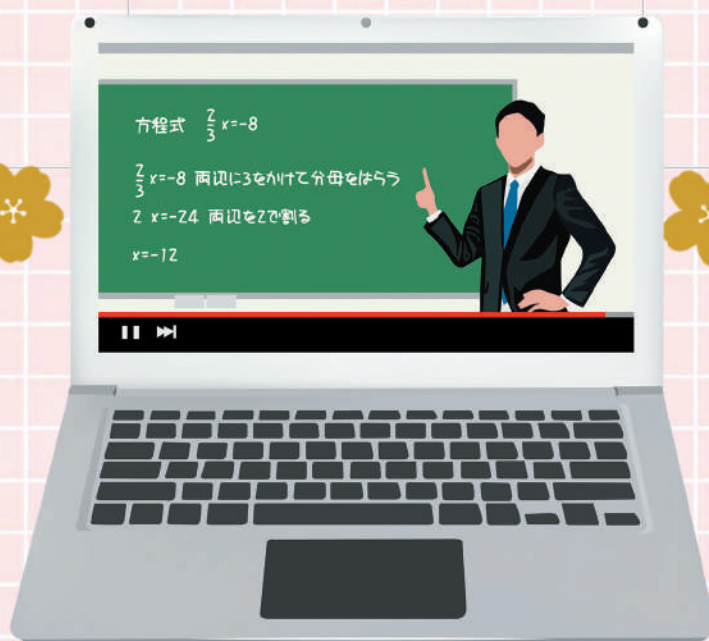 方程式 2/3 x=-8
2/3 x=-8 両辺に3をかけて分母をはらう
2 x=-24 両辺を2で割る
x=-12